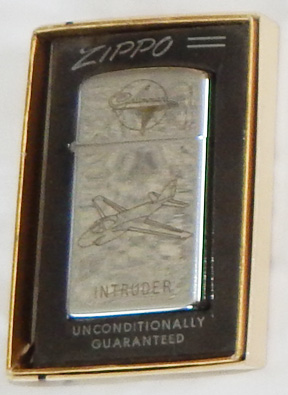 ZIPPO
INTRUDER
UNCONDITIONALLY
GUARANTEED